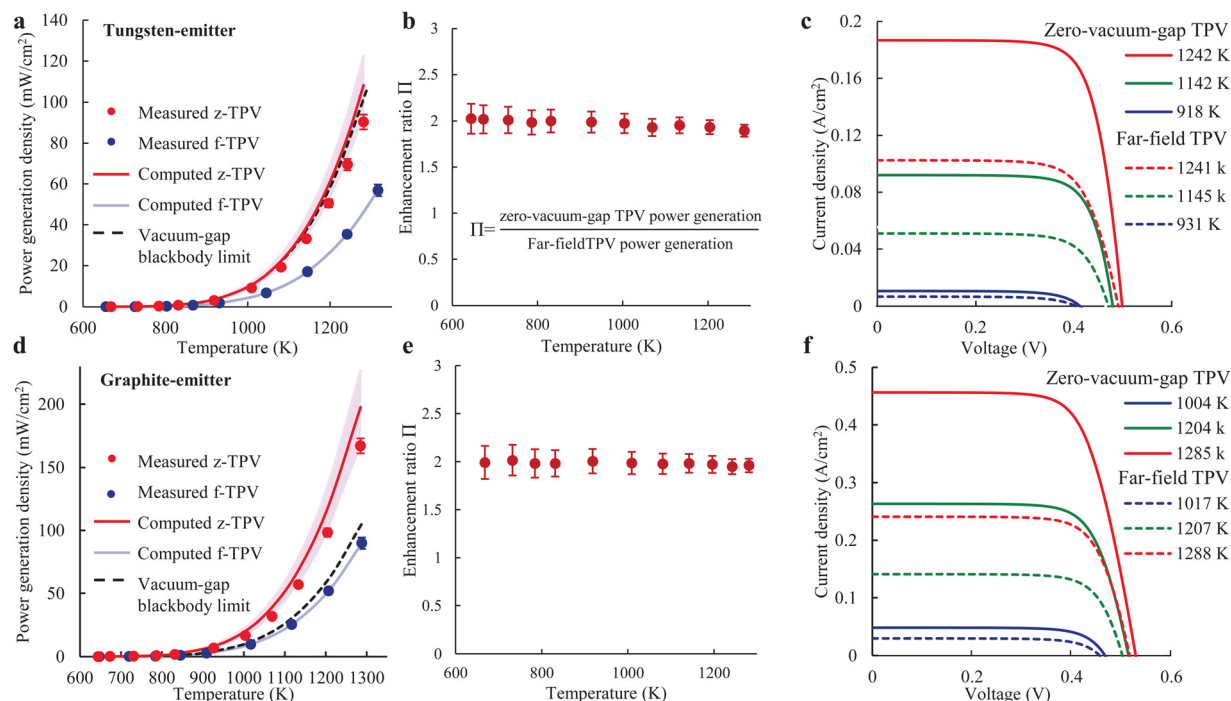 a
Tungsten-emitter
Power generation density (mW/cm²)
140
120
100
80
60
40
20
0
Measured z-TPV
Measured f-TPV
Computed z-TPV
Computed f-TPV
Vacuum-gap
blackbody limit
600
800
1000
1200
Temperature (K)
b
Enhancement ratio Π
3
2.5
2
1.5
1
0.5
0
Π= zero-vacuum-gap TPV power generation
Far-fieldTPV power generation
600
800
1000
1200
Temperature (K)
c
Current density (A/cm²)
0.2
0.16
0.12
0.08
0.04
0
Zero-vacuum-gap TPV
1242 K
1142 K
918 K
Far-field TPV
1241 k
1145 k
931 K
0
0.2
0.4
0.6
Voltage (V)
d
Graphite-emitter
Power generation density (mW/cm²)
200
150
100
50
0
Measured z-TPV
Measured f-TPV
Computed z-TPV
Computed f-TPV
Vacuum-gap
blackbody limit
600
700
800
900
1000
1100
1200
1300
Temperature (K)
e
Enhancement ratio Π
3
2.5
2
1.5
1
0.5
0
600
800
1000
1200
Temperature (K)
f
Current density (A/cm²)
0.5
0.4
0.3
0.2
0.1
0
Zero-vacuum-gap TPV
1004 K
1204 k
1285 k
Far-field TPV
1017 K
1207 K
1288 K
0
0.2
0.4
0.6
Voltage (V)